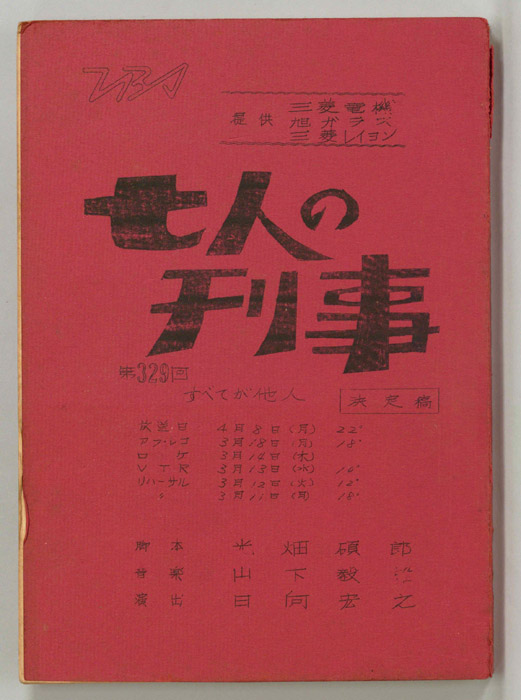 TBS
提供 三菱電機
旭ガラス
三菱レイヨン
七人の
刑事
第329回
すべてが他人
決定稿
放送日 4月8日(月) 22°
アフレコ 3月18日(月) 18°
ロケ 3月14日(木)
VTR 3月13日(水)
リハーサル 3月12日(火) 12°
〃 3月11日(月) 18°
脚本 光畑碩郎
音楽 山下毅治
演出 日向宏之